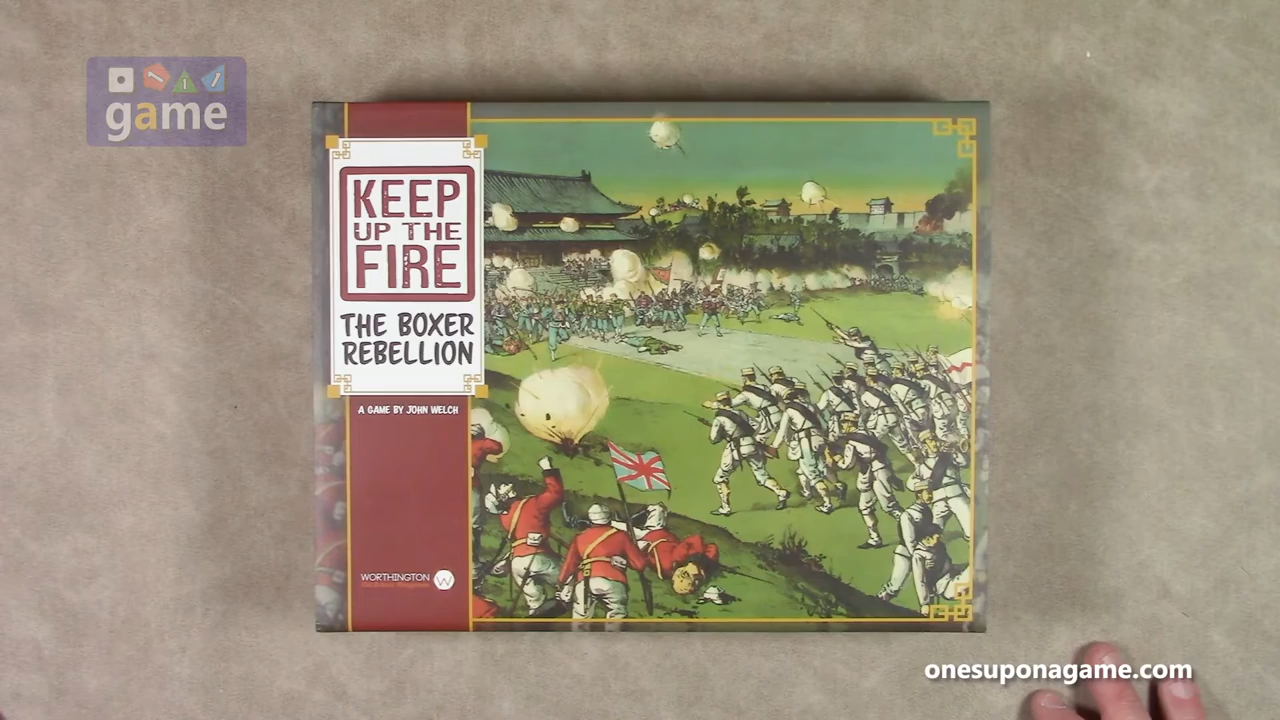 game
KEEP
UP THE
FIRE
THE BOXER
REBELLION
A GAME BY JOHN WELCH
WORTHINGTON
onesuponagame.com